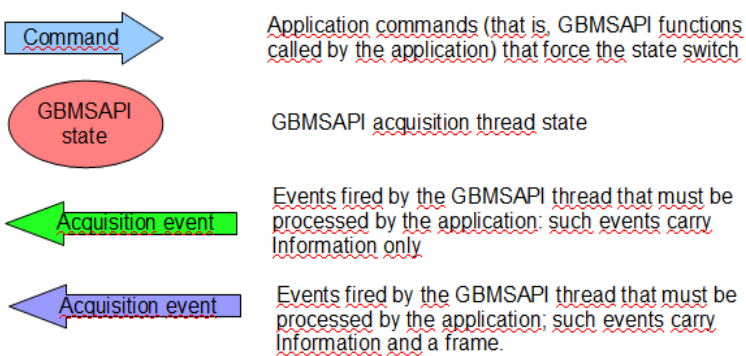 Command
Application commands (that is, GBMSAPI functions
called by the application) that force the state switch
GBMSAPI
state
GBMSAPI acquisition thread state
Acquisition event
Events fired by the GBMSAPI thread that must be
processed by the application: such events carry
Information only
Acquisition event
Events fired by the GBMSAPI thread that must be
processed by the application; such events carry
Information and a frame.